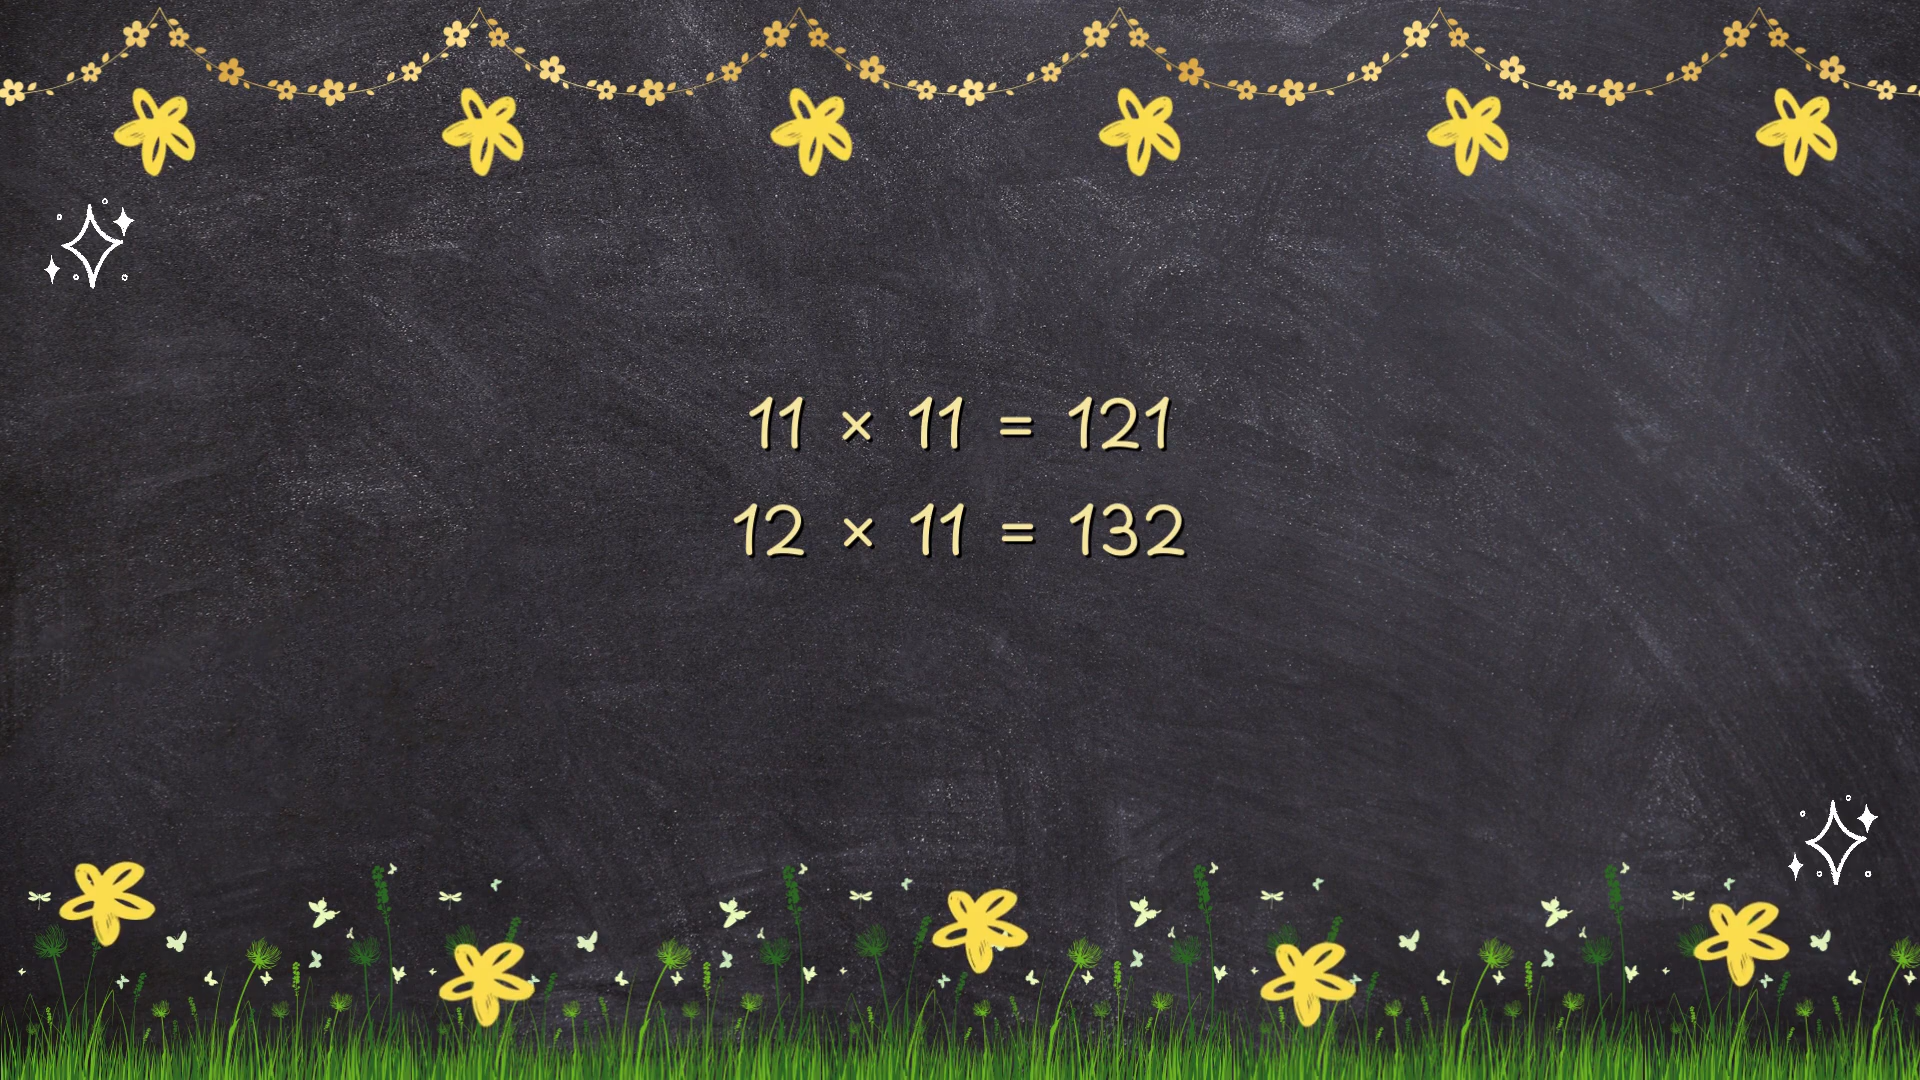 11 × 11 = 121
12 × 11 = 132